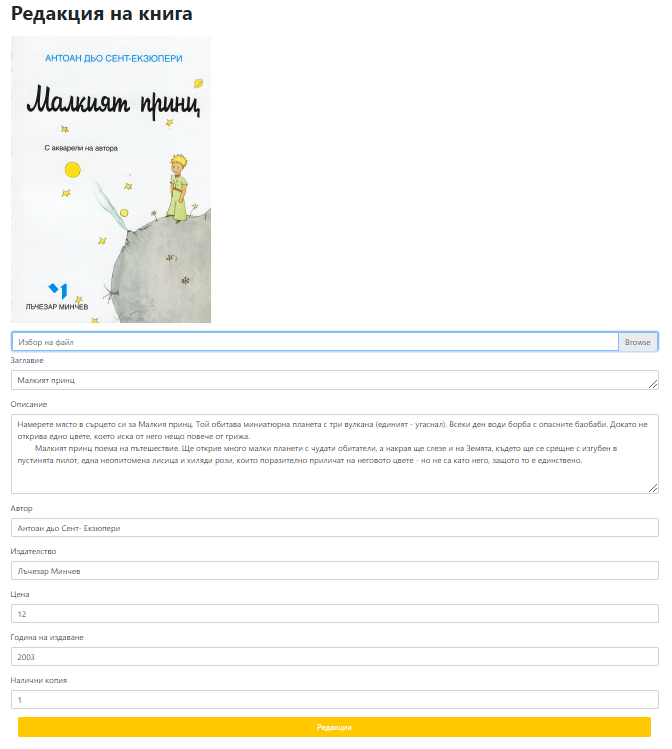 Редакция на книга
АНТОАН ДЬО СЕНТ-ЕКЗЮПЕРИ
Малкият принц
С акварели на автора
ЛЪЧЕЗАР МИНЧЕВ
Избор на файл Browse
Заглавие
Малкият принц
Описание
Намерете място в сърцето си за Малкия принц. Той обитава миниатюрна планета с три вулкана (единият - угаснал). Всеки ден води борба с опасните баобаби. Докато не
открива едно цвете, което иска от него нещо повече от грижа.
Малкият принц поема на пътешествие. Ще открие много малки планети с чудати обитатели, а накрая ще слезе и на Земята, където ще се срещне с изгубен в
пустинята пилот, една неопитомена лисица и хиляди рози, които поразително приличат на неговото цвете - но не са като него, защото то е единствено.
Автор
Антоан дьо Сент- Екзюпери
Издателство
Лъчезар Минчев
Цена
12
Година на издаване
2003
Налични копия
1
Редакция